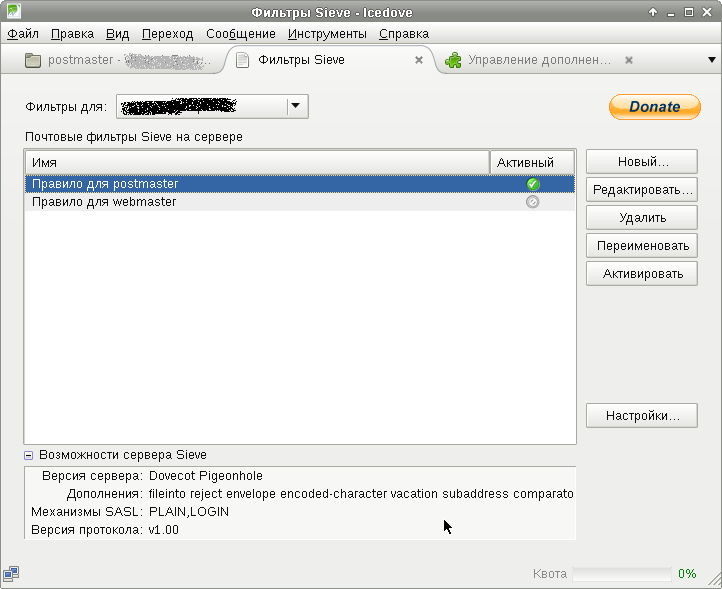 Фильтры Sieve - Icedove
Файл Правка Вид Переход Сообщение Инструменты Справка
postmaster - Фильтры Sieve Управление дополнен...
Фильтры для: Donate
Почтовые фильтры Sieve на сервере
Имя Активный Новый...
Правило для postmaster Редактировать...
Правило для webmaster
Удалить
Переименовать
Активировать
Настройки...
Возможности сервера Sieve
Версия сервера: Dovecot Pigeonhole
Дополнения: fileinto reject envelope encoded-character vacation subaddress comparato
Механизмы SASL: PLAIN,LOGIN
Версия протокола: v1.00
Квота 0%